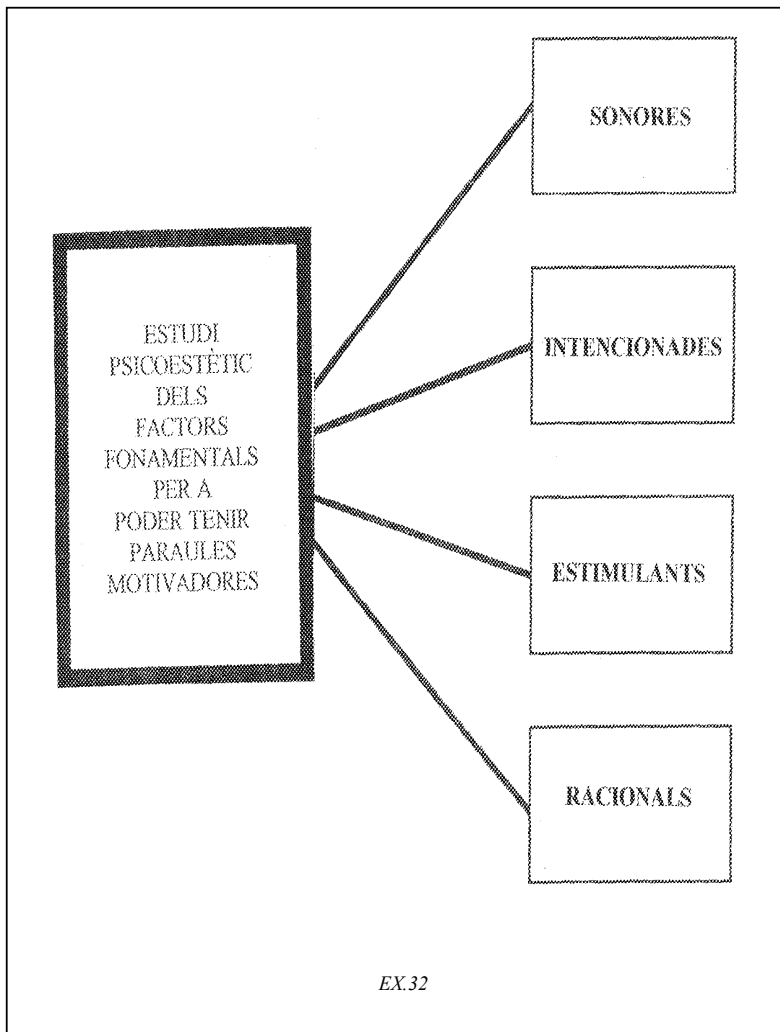 ESTUDI
PSICOESTÈTIC
DELS
FACTORS
FONAMENTALS
PER A
PODER TENIR
PARAULES
MOTIVADORES
SONORES
INTENCIONADES
ESTIMULANTS
RACIONALS
EX.32